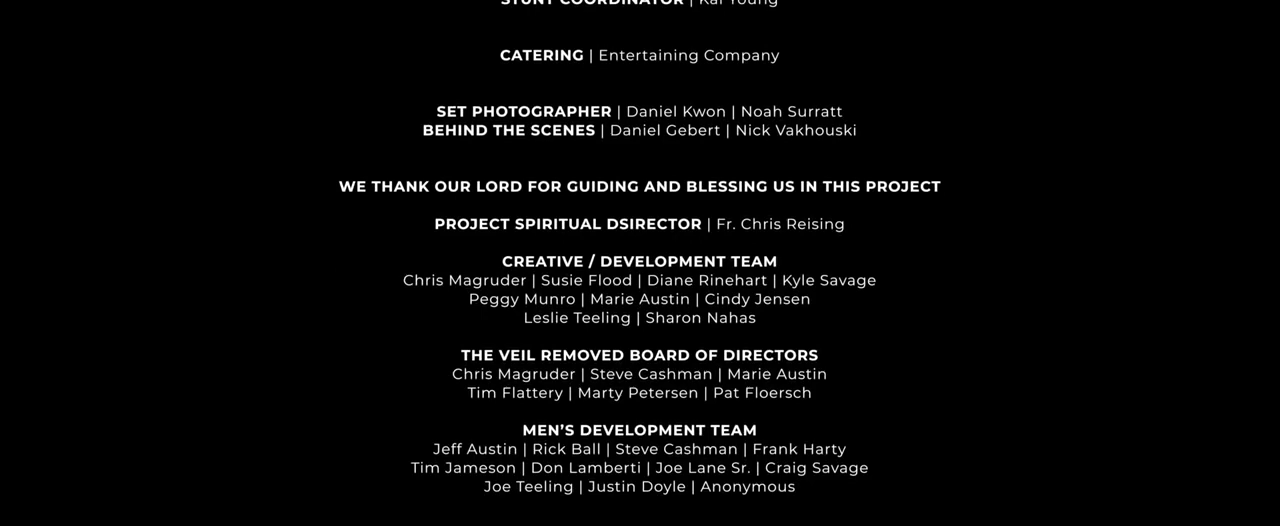 STUNT COORDINATOR | Kai Young
CATERING | Entertaining Company
SET PHOTOGRAPHER | Daniel Kwon | Noah Surratt
BEHIND THE SCENES | Daniel Gebert | Nick Vakhouski
WE THANK OUR LORD FOR GUIDING AND BLESSING US IN THIS PROJECT
PROJECT SPIRITUAL DSIRECTOR | Fr. Chris Reising
CREATIVE / DEVELOPMENT TEAM
Chris Magruder | Susie Flood | Diane Rinehart | Kyle Savage
Peggy Munro | Marie Austin | Cindy Jensen
Leslie Teeling | Sharon Nahas
THE VEIL REMOVED BOARD OF DIRECTORS
Chris Magruder | Steve Cashman | Marie Austin
Tim Flattery | Marty Petersen | Pat Floersch
MEN’S DEVELOPMENT TEAM
Jeff Austin | Rick Ball | Steve Cashman | Frank Harty
Tim Jameson | Don Lamberti | Joe Lane Sr. | Craig Savage
Joe Teeling | Justin Doyle | Anonymous